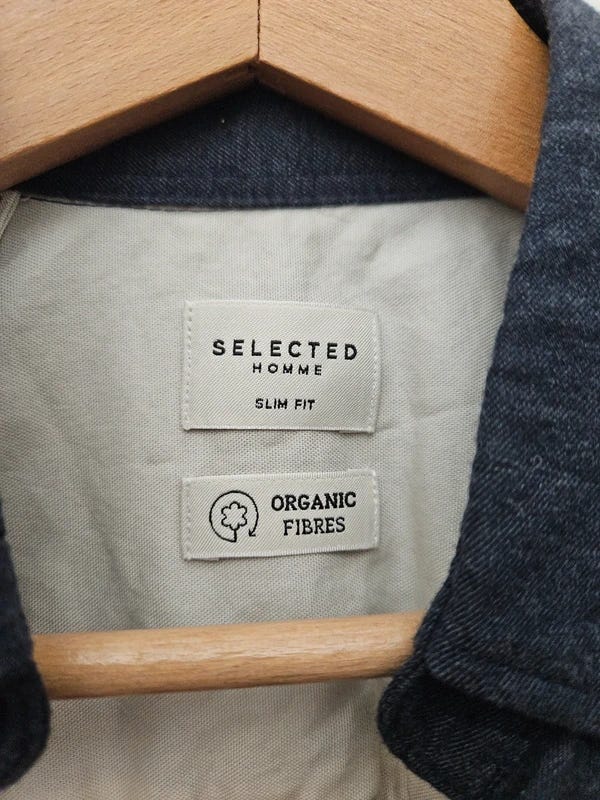 SELECTED
HOMME
SLIM FIT
ORGANIC
FIBRES